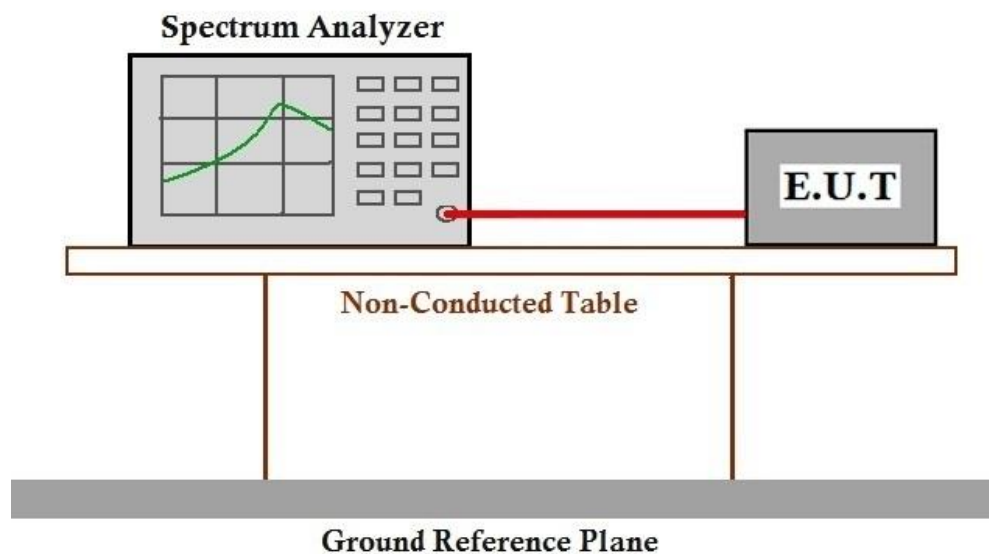 Spectrum Analyzer
E.U.T
Non-Conducted Table
Ground Reference Plane